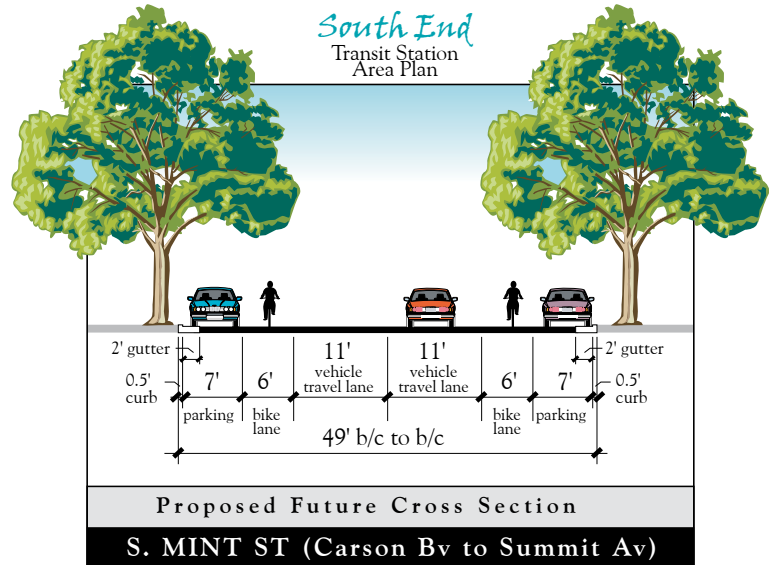 South End
Transit Station
Area Plan
2' gutter
2' gutter
11'
11'
vehicle
travel lane
vehicle
travel lane
0.5'
curb
7'
6'
6'
7'
0.5'
curb
parking
bike
lane
bike
lane
parking
49' b/c to b/c
Proposed Future Cross Section
S. MINT ST (Carson Bv to Summit Av)